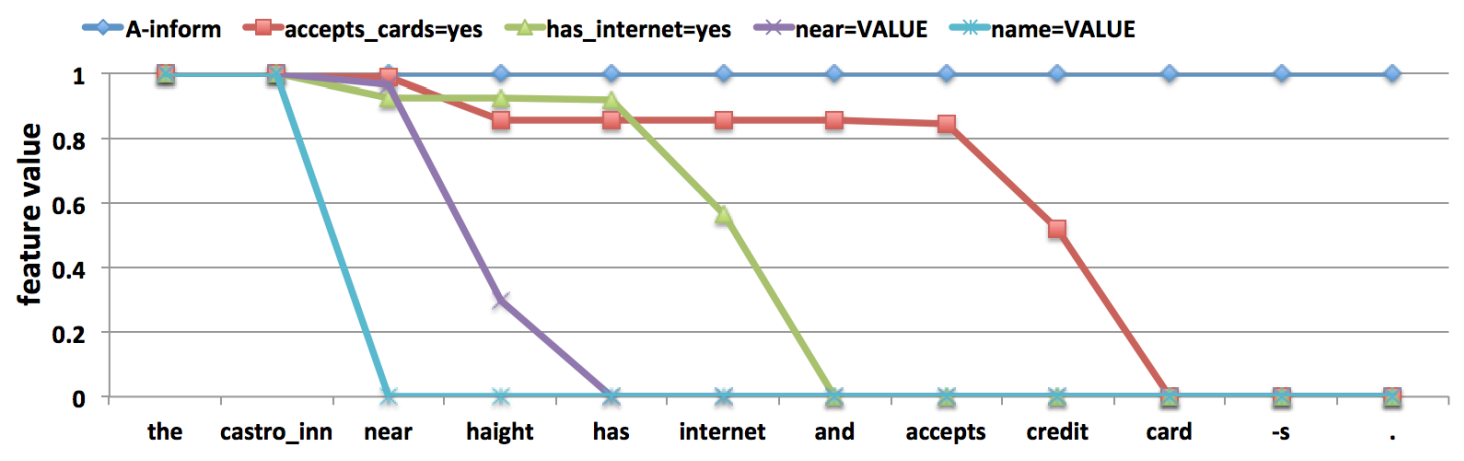 A-inform accepts_cards=yes has_internet=yes near=VALUE name=VALUE
feature value
1
0.8
0.6
0.4
0.2
0
the castro_inn near haight has internet and accepts credit card -s .